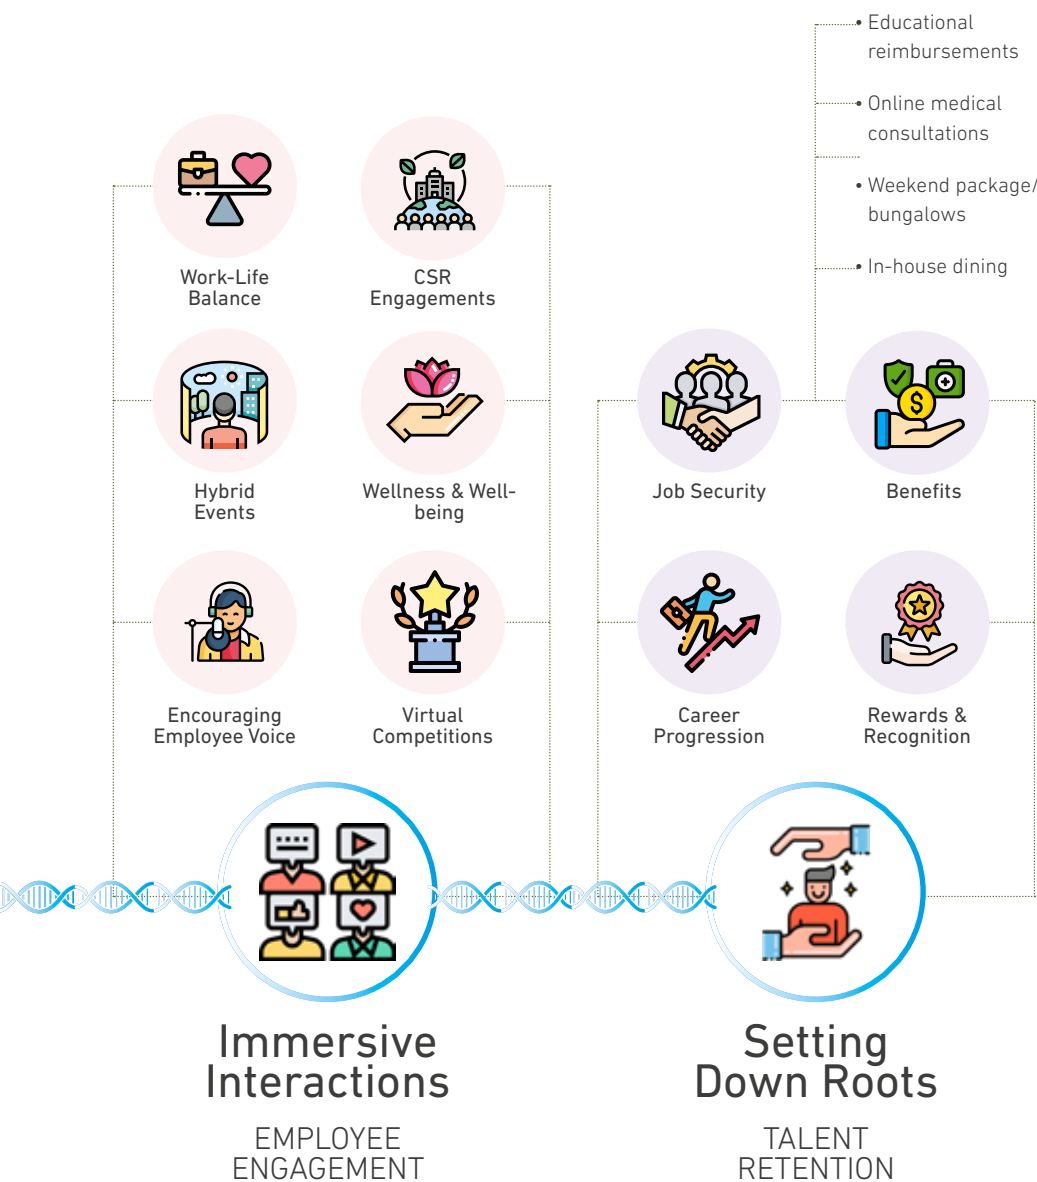 • Educational
reimbursements
• Online medical
consultations
• Weekend package/
bungalows
• In-house dining
Work-Life
Balance
CSR
Engagements
Hybrid
Events
Wellness & Well-
being
Job Security
Benefits
Encouraging
Employee Voice
Virtual
Competitions
Career
Progression
Rewards &
Recognition
Immersive
Interactions
EMPLOYEE
ENGAGEMENT
Setting
Down Roots
TALENT
RETENTION